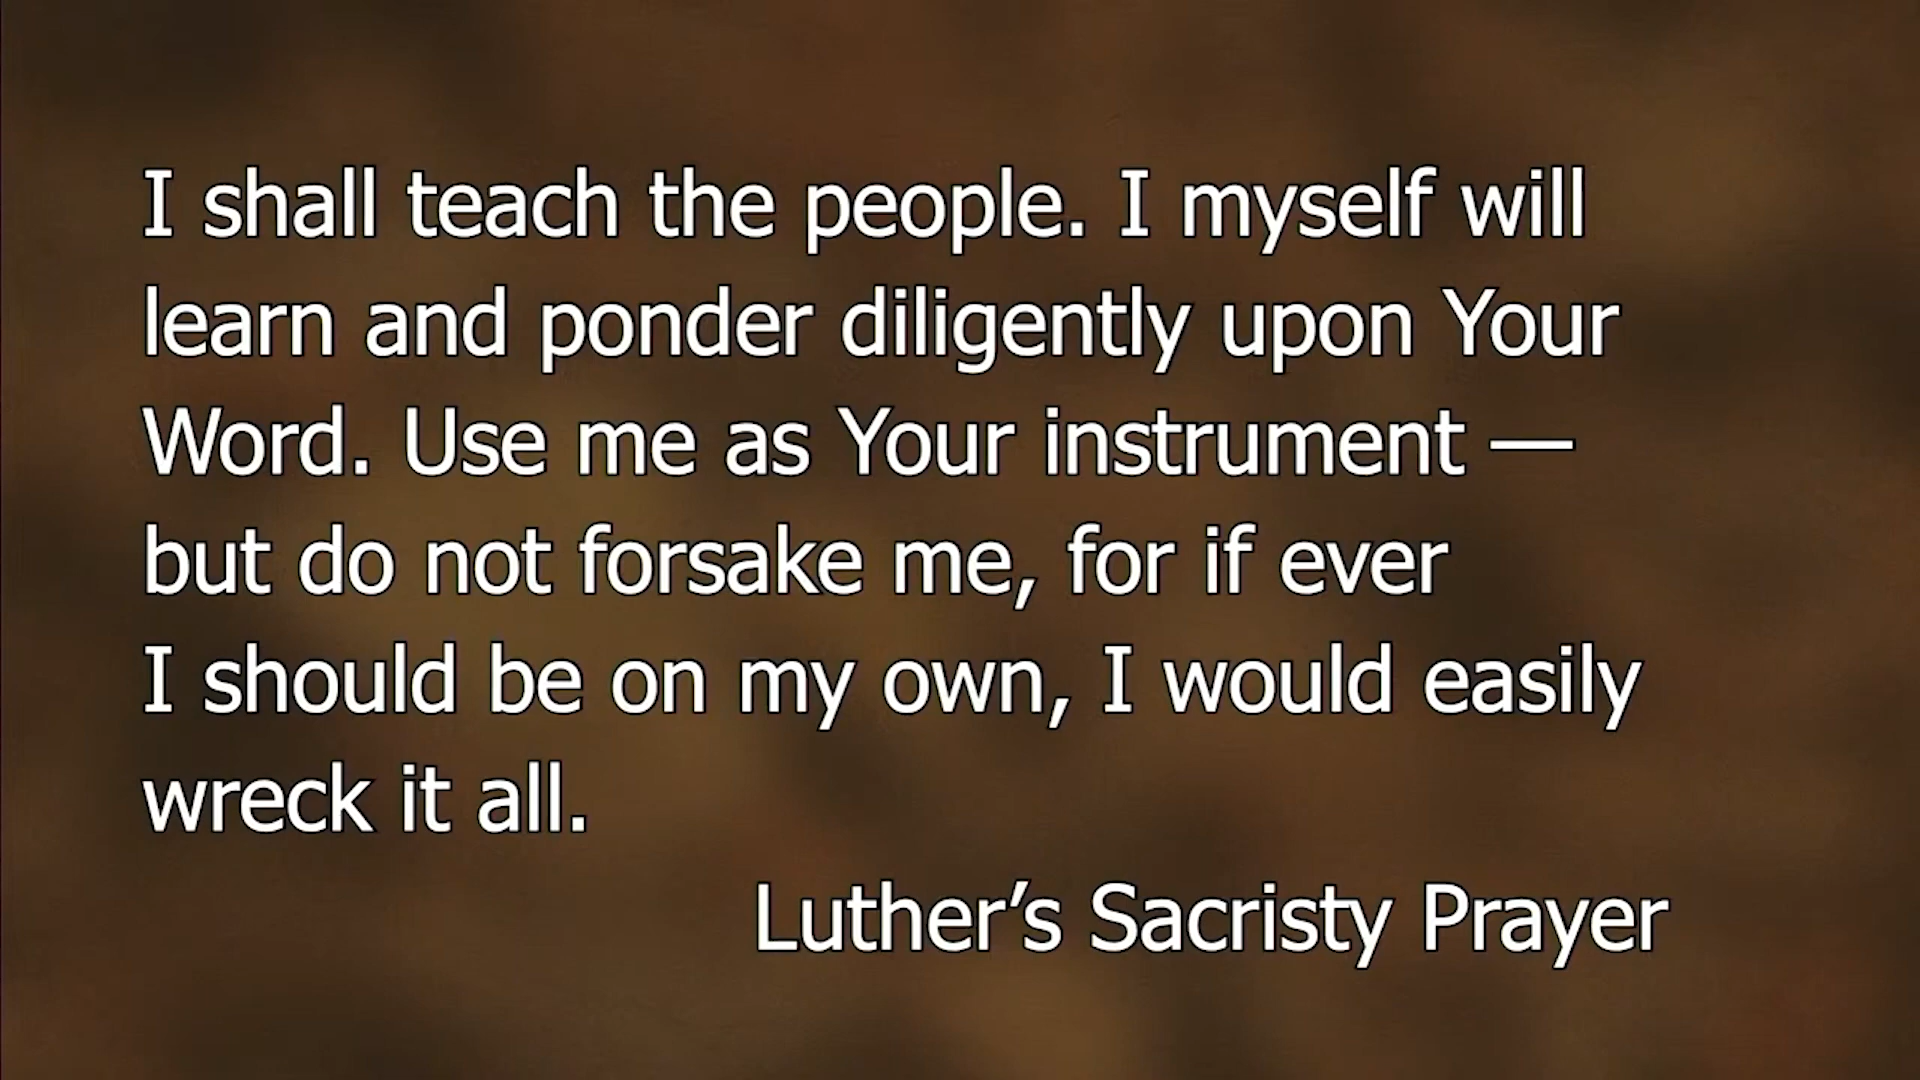 I shall teach the people. I myself will
learn and ponder diligently upon Your
Word. Use me as Your instrument —
but do not forsake me, for if ever
I should be on my own, I would easily
wreck it all.
Luther’s Sacristy Prayer